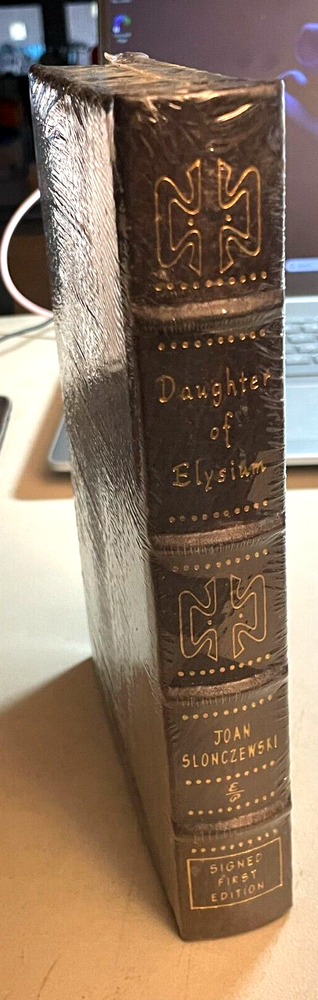 Daughter
of
Elysium
JOAN
SLONCZEWSKI
SIGNED
FIRST
EDITION